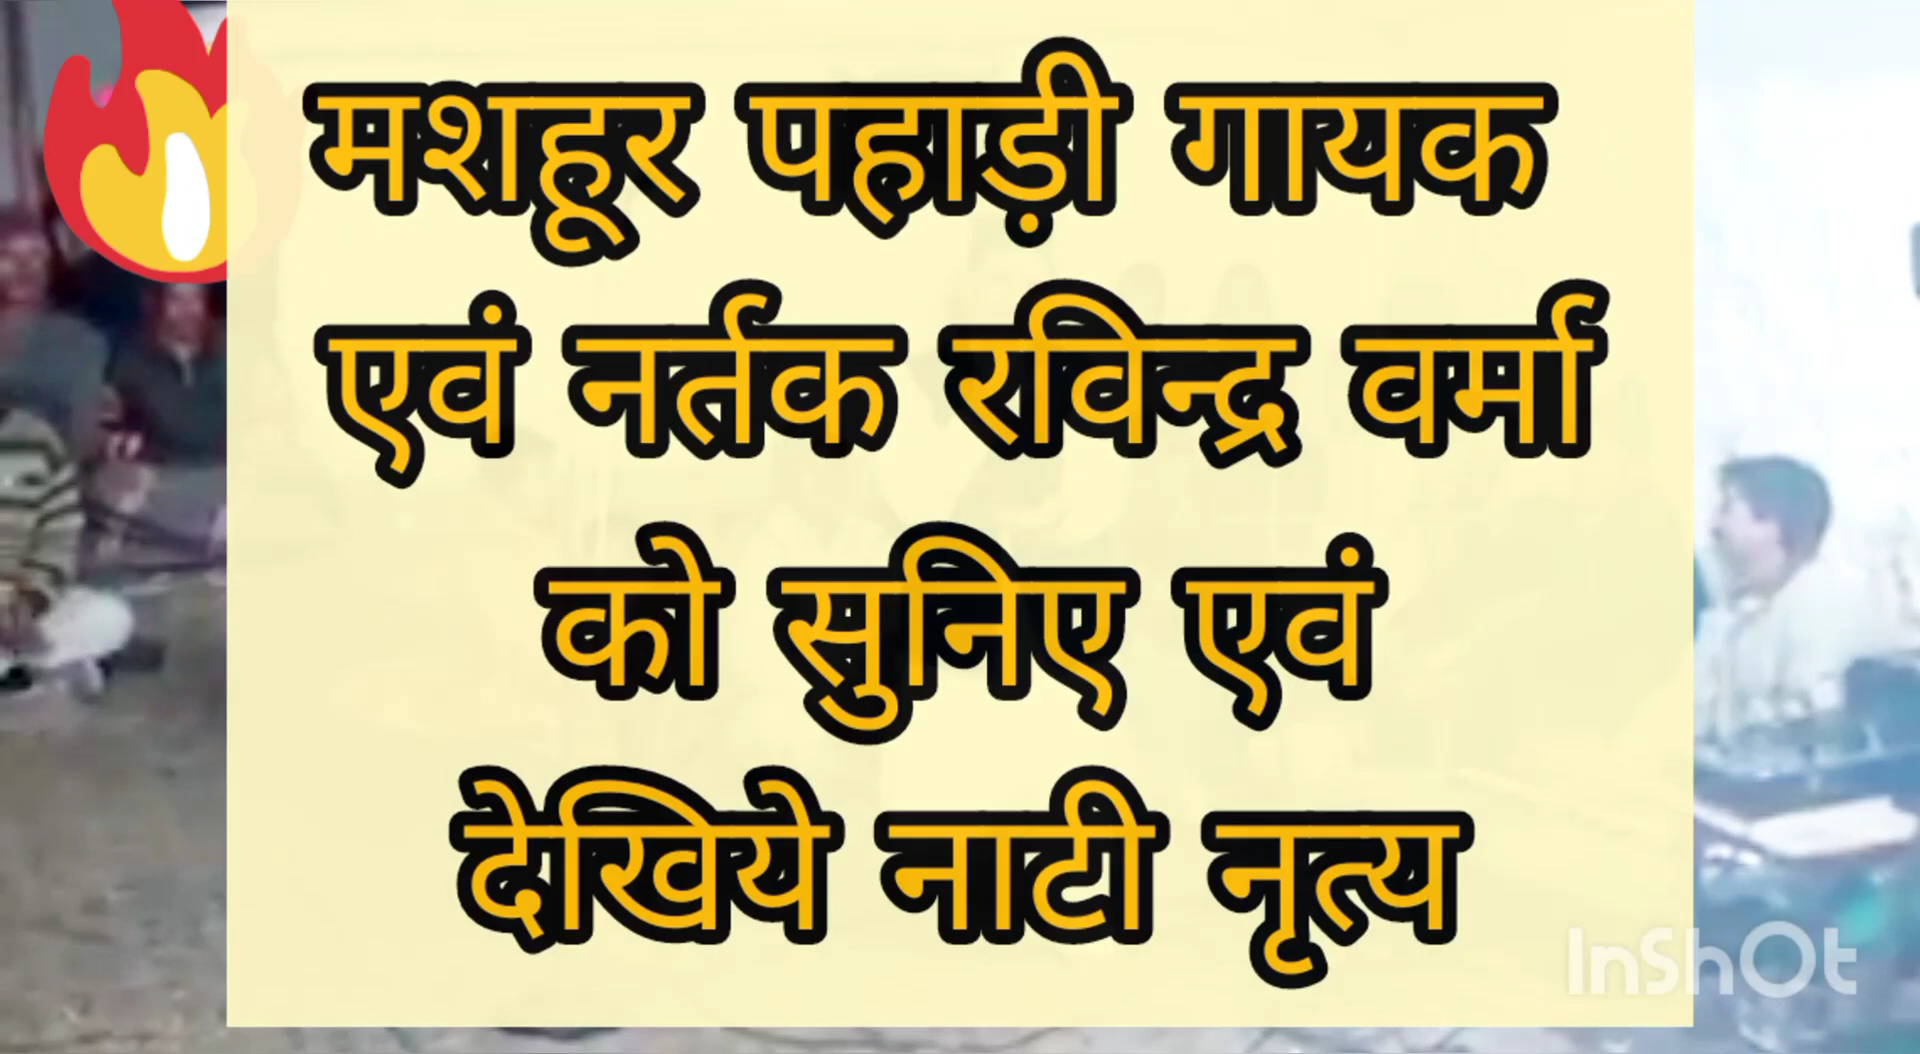 मशहूर पहाड़ी गायक
एवं नर्तक रविन्द्र वर्मा
को सुनिए एवं
देखिये नाटी नृत्य
InShOt